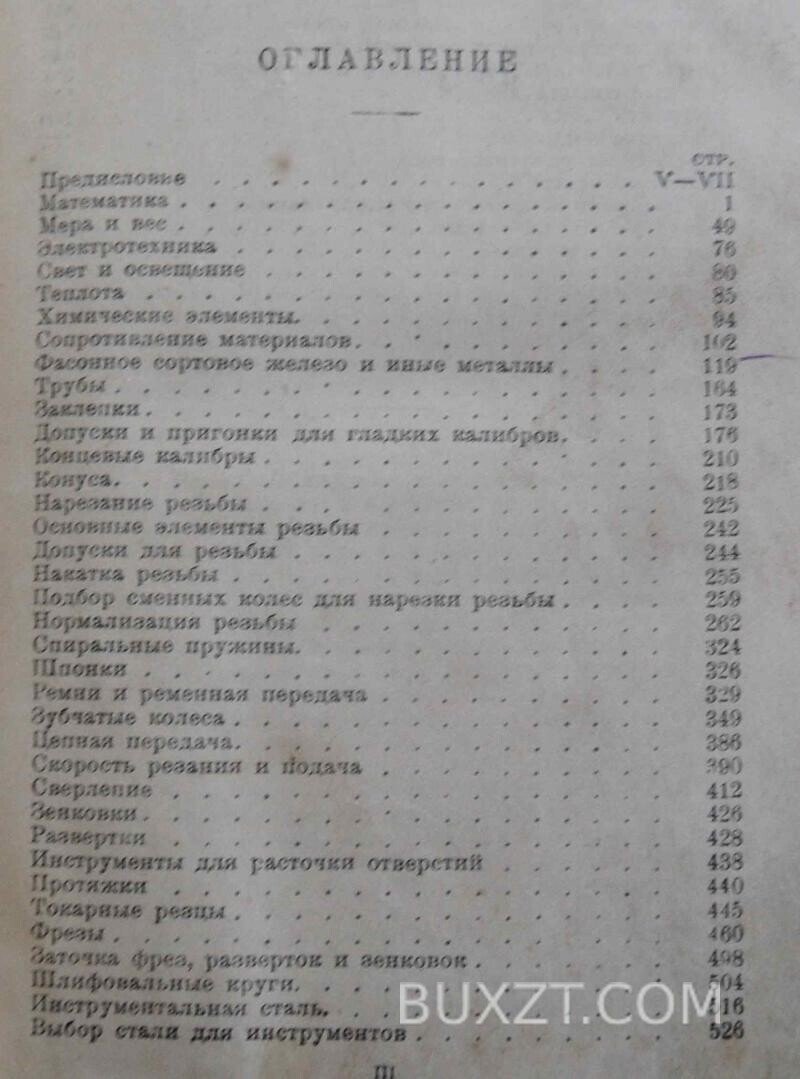 ОГЛАВЛЕНИЕ
СТР.
Предисловие . . . . . . . . . . . . . . . V—VII
Математика . . . . . . . . . . . . . . . . 1
Мера и вес . . . . . . . . . . . . . . . . 49
Электротехника . . . . . . . . . . . . . . 76
Свет и освещение . . . . . . . . . . . . . 80
Теплота . . . . . . . . . . . . . . . . . 85
Химические элементы. . . . . . . . . . . . 94
Сопротивление материалов. . . . . . . . . . 102
Фасонное сортовое железо и иные металлы . . . . 119
Трубы . . . . . . . . . . . . . . . . . . 164
Заклепки . . . . . . . . . . . . . . . . . 173
Допуски и пригонки для гладких калибров. . . . 176
Концевые калибры . . . . . . . . . . . . . 210
Конуса. . . . . . . . . . . . . . . . . . 218
Нарезание резьбы . . . . . . . . . . . . . 225
Основные элементы резьбы . . . . . . . . . . 242
Допуски для резьбы . . . . . . . . . . . . 244
Накатка резьбы . . . . . . . . . . . . . . 255
Подбор сменных колес для нарезки резьбы . . . . 259
Нормализация резьбы . . . . . . . . . . . . 262
Спиральные пружины. . . . . . . . . . . . . 324
Шпонки . . . . . . . . . . . . . . . . . . 326
Ремни и ременная передача . . . . . . . . . . 329
Зубчатые колеса . . . . . . . . . . . . . . 349
Цепная передача. . . . . . . . . . . . . . 386
Скорость резания и подача . . . . . . . . . . 390
Сверление . . . . . . . . . . . . . . . . . 412
Зенковки. . . . . . . . . . . . . . . . . . 426
Развертки . . . . . . . . . . . . . . . . . 428
Инструменты для расточки отверстий . . . . . . 438
Протяжки . . . . . . . . . . . . . . . . . 440
Токарные резцы . . . . . . . . . . . . . . 445
Фрезы . . . . . . . . . . . . . . . . . . 460
Заточка фрез, разверток и зенковок . . . . . . . 498
Шлифовальные круги. . . . . . . . . . . . . 504
Инструментальная сталь. . . . . . . . . . . . 516
Выбор стали для инструментов . . . . . . . . . 526
BUXZT.COM
III